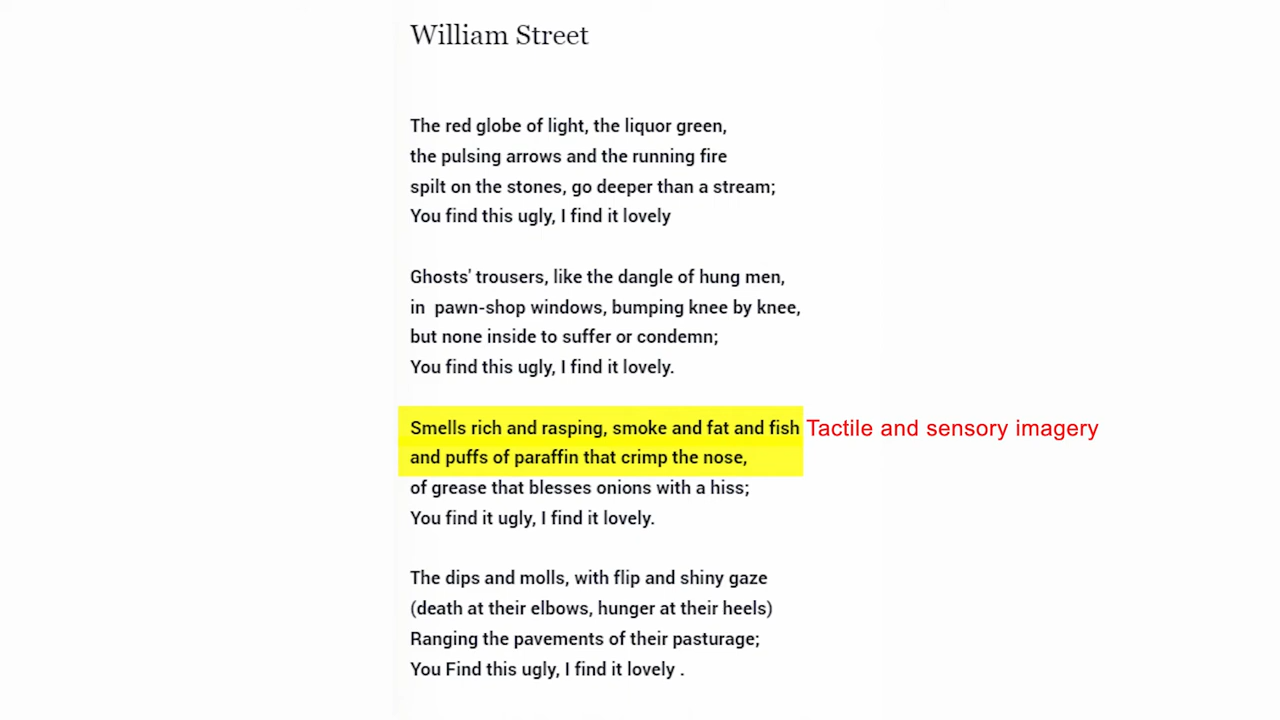 William Street
The red globe of light, the liquor green,
the pulsing arrows and the running fire
spilt on the stones, go deeper than a stream;
You find this ugly, I find it lovely
Ghosts' trousers, like the dangle of hung men,
in  pawn-shop windows, bumping knee by knee,
but none inside to suffer or condemn;
You find this ugly, I find it lovely.
Smells rich and rasping, smoke and fat and fish Tactile and sensory imagery
and puffs of paraffin that crimp the nose,
of grease that blesses onions with a hiss;
You find it ugly, I find it lovely.
The dips and molls, with flip and shiny gaze
(death at their elbows, hunger at their heels)
Ranging the pavements of their pasturage;
You Find this ugly, I find it lovely .